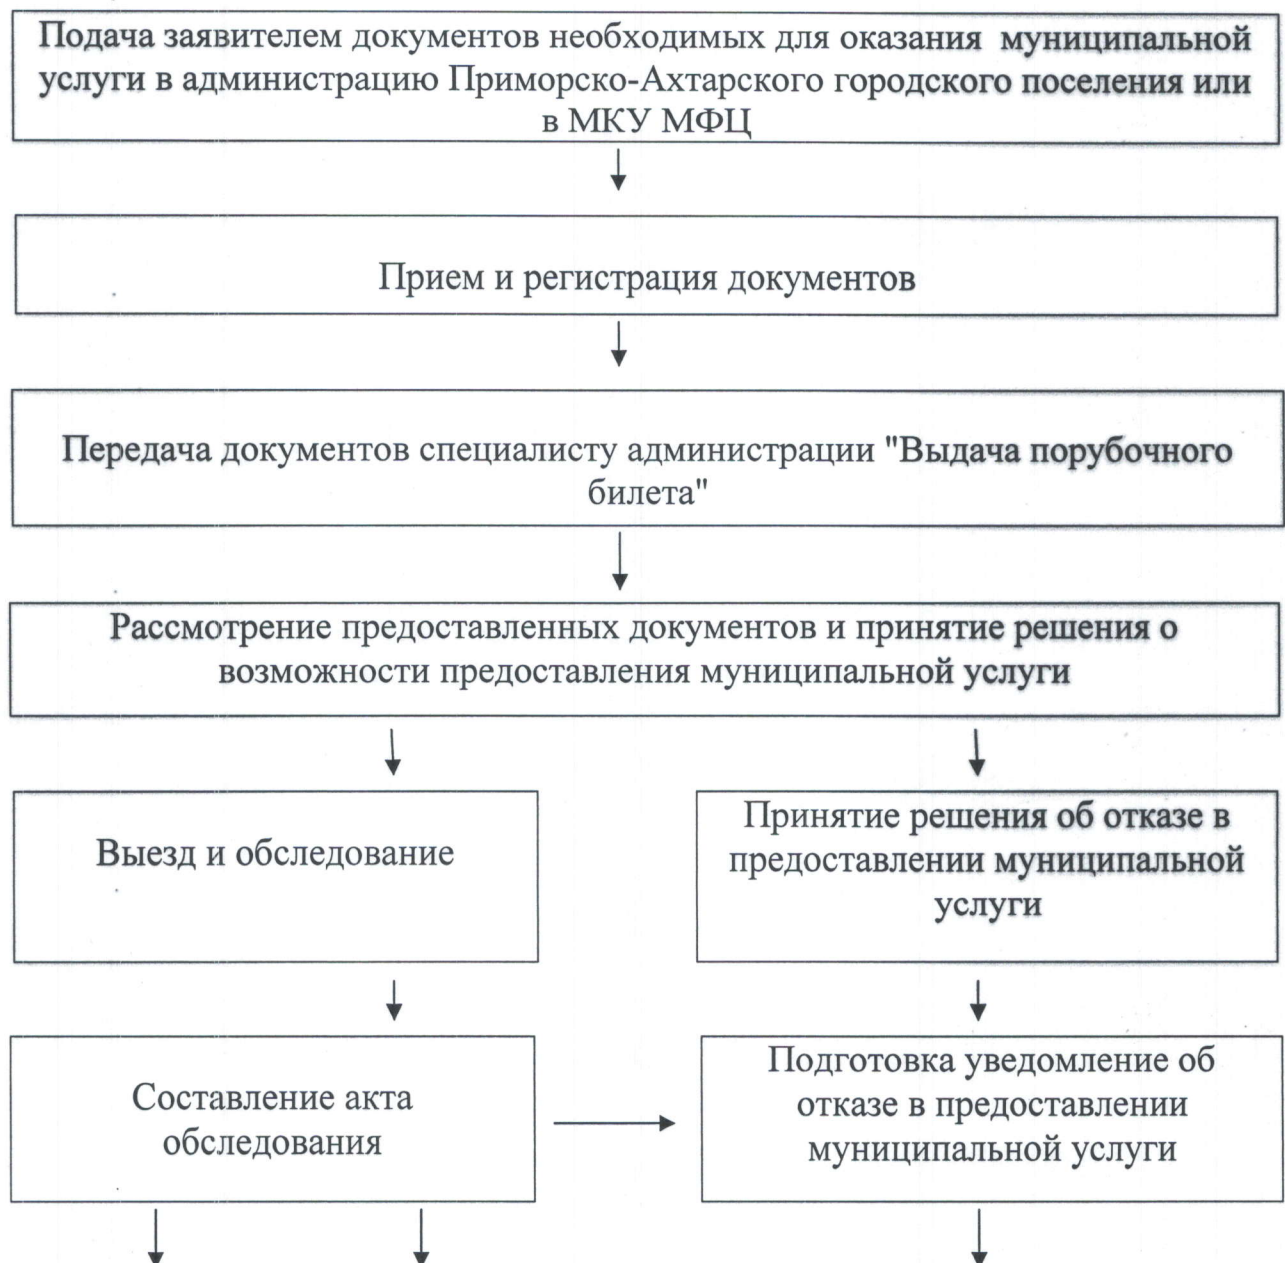 Подача заявителем документов необходимых для оказания муниципальной
услуги в администрацию Приморско-Ахтарского городского поселения или
в МКУ МФЦ
Прием и регистрация документов
Передача документов специалисту администрации "Выдача порубочного
билета"
Рассмотрение предоставленных документов и принятие решения о
возможности предоставления муниципальной услуги
Выезд и обследование
Принятие решения об отказе в
предоставлении муниципальной
услуги
Составление акта
обследования
Подготовка уведомление об
отказе в предоставлении
муниципальной услуги